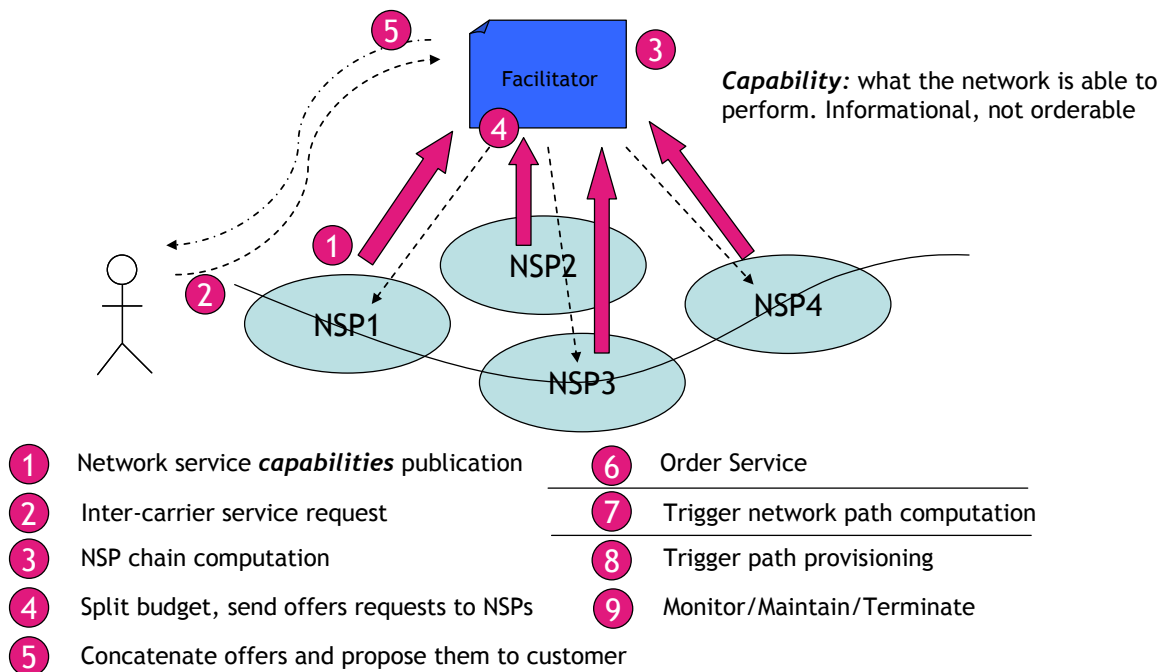 5
3
Facilitator
Capability: what the network is able to
perform. Informational, not orderable
4
1
NSP2
2
NSP1
NSP4
NSP3
1 Network service capabilities publication
2 Inter-carrier service request
3 NSP chain computation
4 Split budget, send offers requests to NSPs
5 Concatenate offers and propose them to customer
6 Order Service
7 Trigger network path computation
8 Trigger path provisioning
9 Monitor/Maintain/Terminate